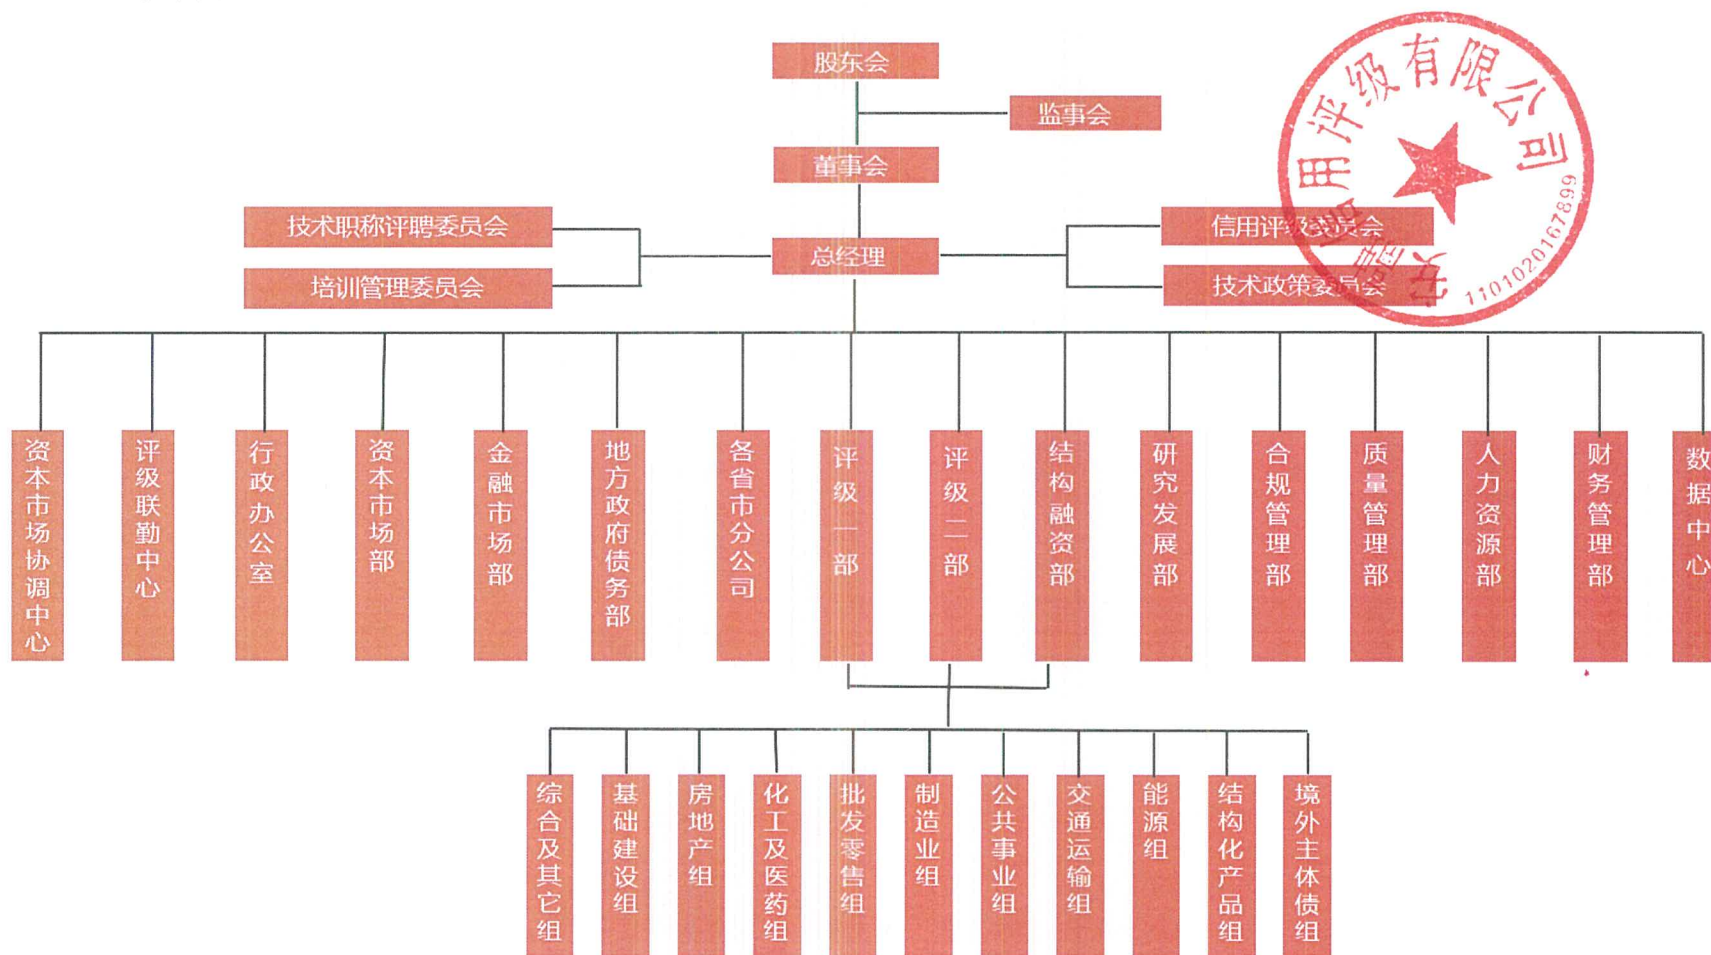 股东会
监事会
董事会
技术职称评聘委员会
总经理
信用评级委员会
培训管理委员会
技术政策委员会
信用评级有限公司
1101020167899
资本市场协调中心
评级联勤中心
行政办公室
资本市场部
金融市场部
地方政府债务部
各省市分公司
评级一部
评级二部
结构融资部
研究发展部
合规管理部
质量管理部
人力资源部
财务管理部
数据中心
综合及其它组
基础建设组
房地产组
化工及医药组
批发零售组
制造业组
公共事业组
交通运输组
能源组
结构化产品组
境外主体债组